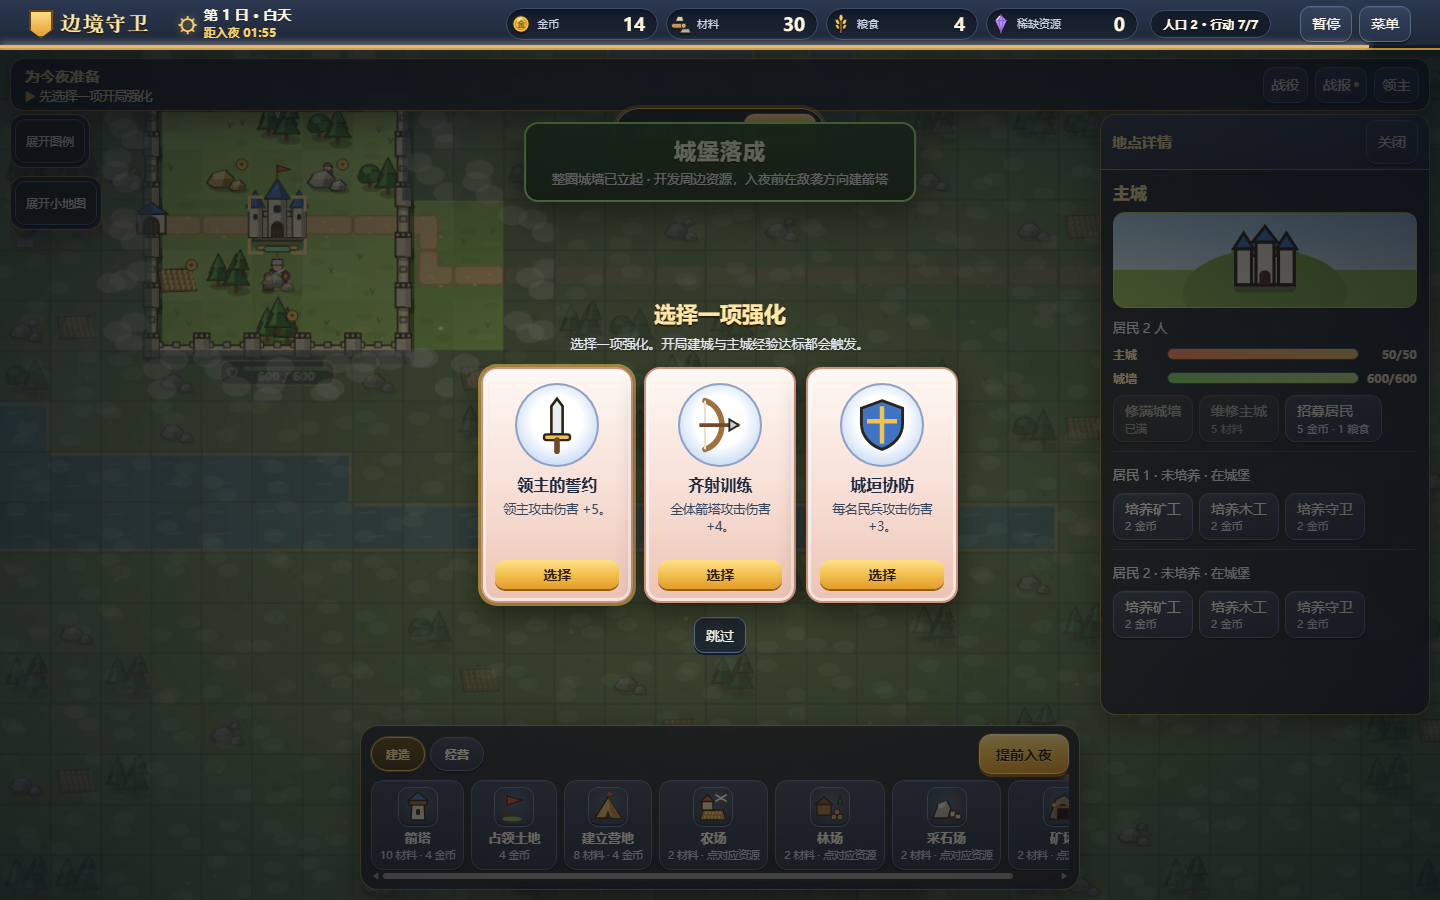 边境守卫
第 1 日 • 白天
距入夜 01:55
金
金币 14
材料 30
粮食 4
稀缺资源 0
人口 2 • 行动 7/7
暂停
菜单
为今夜准备
▶ 先选择一项开局强化
战役
战报
领主
展开图例
展开小地图
城堡落成
整圈城墙已立起 · 开发周边资源，入夜前在敌袭方向建箭塔
600 / 600
选择一项强化
选择一项强化。开局建城与主城经验达标都会触发。
领主的誓约
领主攻击伤害 +5。
选择
齐射训练
全体箭塔攻击伤害
+4。
选择
城垣协防
每名民兵攻击伤害
+3。
选择
跳过
地点详情
关闭
主城
居民 2 人
主城 50/50
城墙 600/600
修满城墙
已满
维修主城
5 材料
招募居民
5 金币 · 1 粮食
居民 1 · 未培养 · 在城堡
培养矿工
2 金币
培养木工
2 金币
培养守卫
2 金币
居民 2 · 未培养 · 在城堡
培养矿工
2 金币
培养木工
2 金币
培养守卫
2 金币
建造
经营
提前入夜
箭塔
10 材料 · 4 金币
占领土地
4 金币
建立营地
8 材料 · 4 金币
农场
2 材料 · 点对应资源
林场
2 材料 · 点对应资源
采石场
2 材料 · 点对应资源
矿
2 材料 · 点